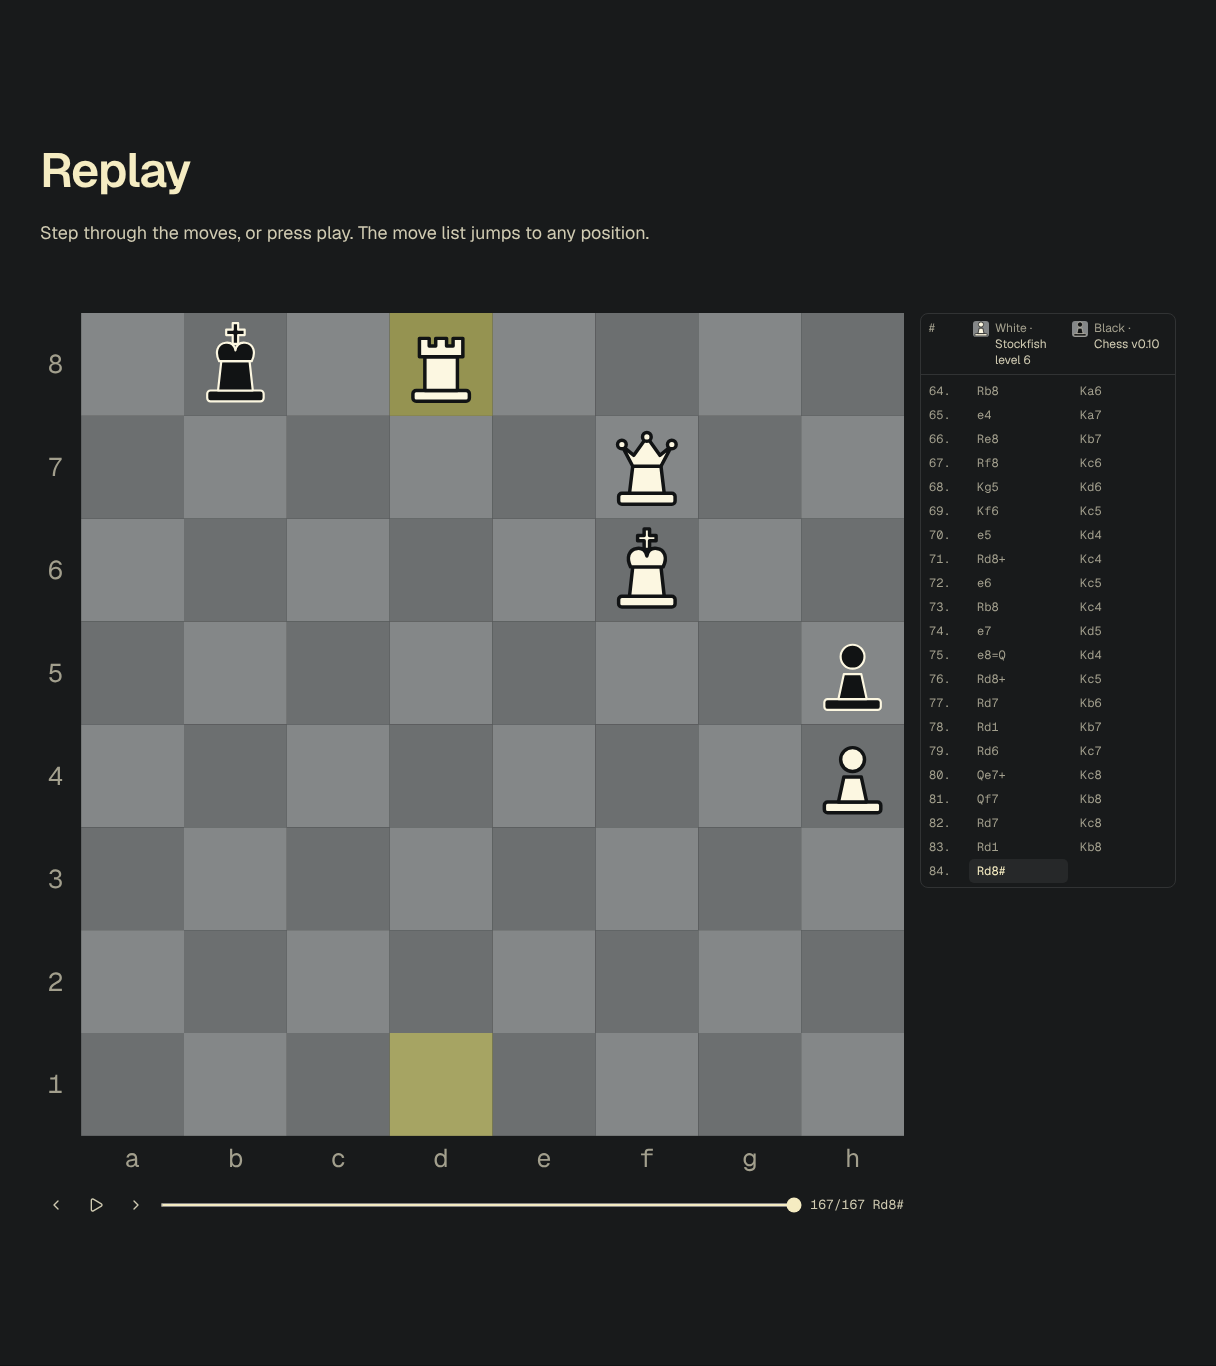 Replay
Step through the moves, or press play. The move list jumps to any position.
# White · Stockfish level 6 Black · Chess v0.10
64. Rb8 Ka6
65. e4 Ka7
66. Re8 Kb7
67. Rf8 Kc6
68. Kg5 Kd6
69. Kf6 Kc5
70. e5 Kd4
71. Rd8+ Kc4
72. e6 Kc5
73. Rb8 Kc4
74. e7 Kd5
75. e8=Q Kd4
76. Rd8+ Kc5
77. Rd7 Kb6
78. Rd1 Kb7
79. Rd6 Kc7
80. Qe7+ Kc8
81. Qf7 Kb8
82. Rd7 Kc8
83. Rd1 Kb8
84. Rd8#
8
7
6
5
4
3
2
1
a b c d e f g h
167/167 Rd8#